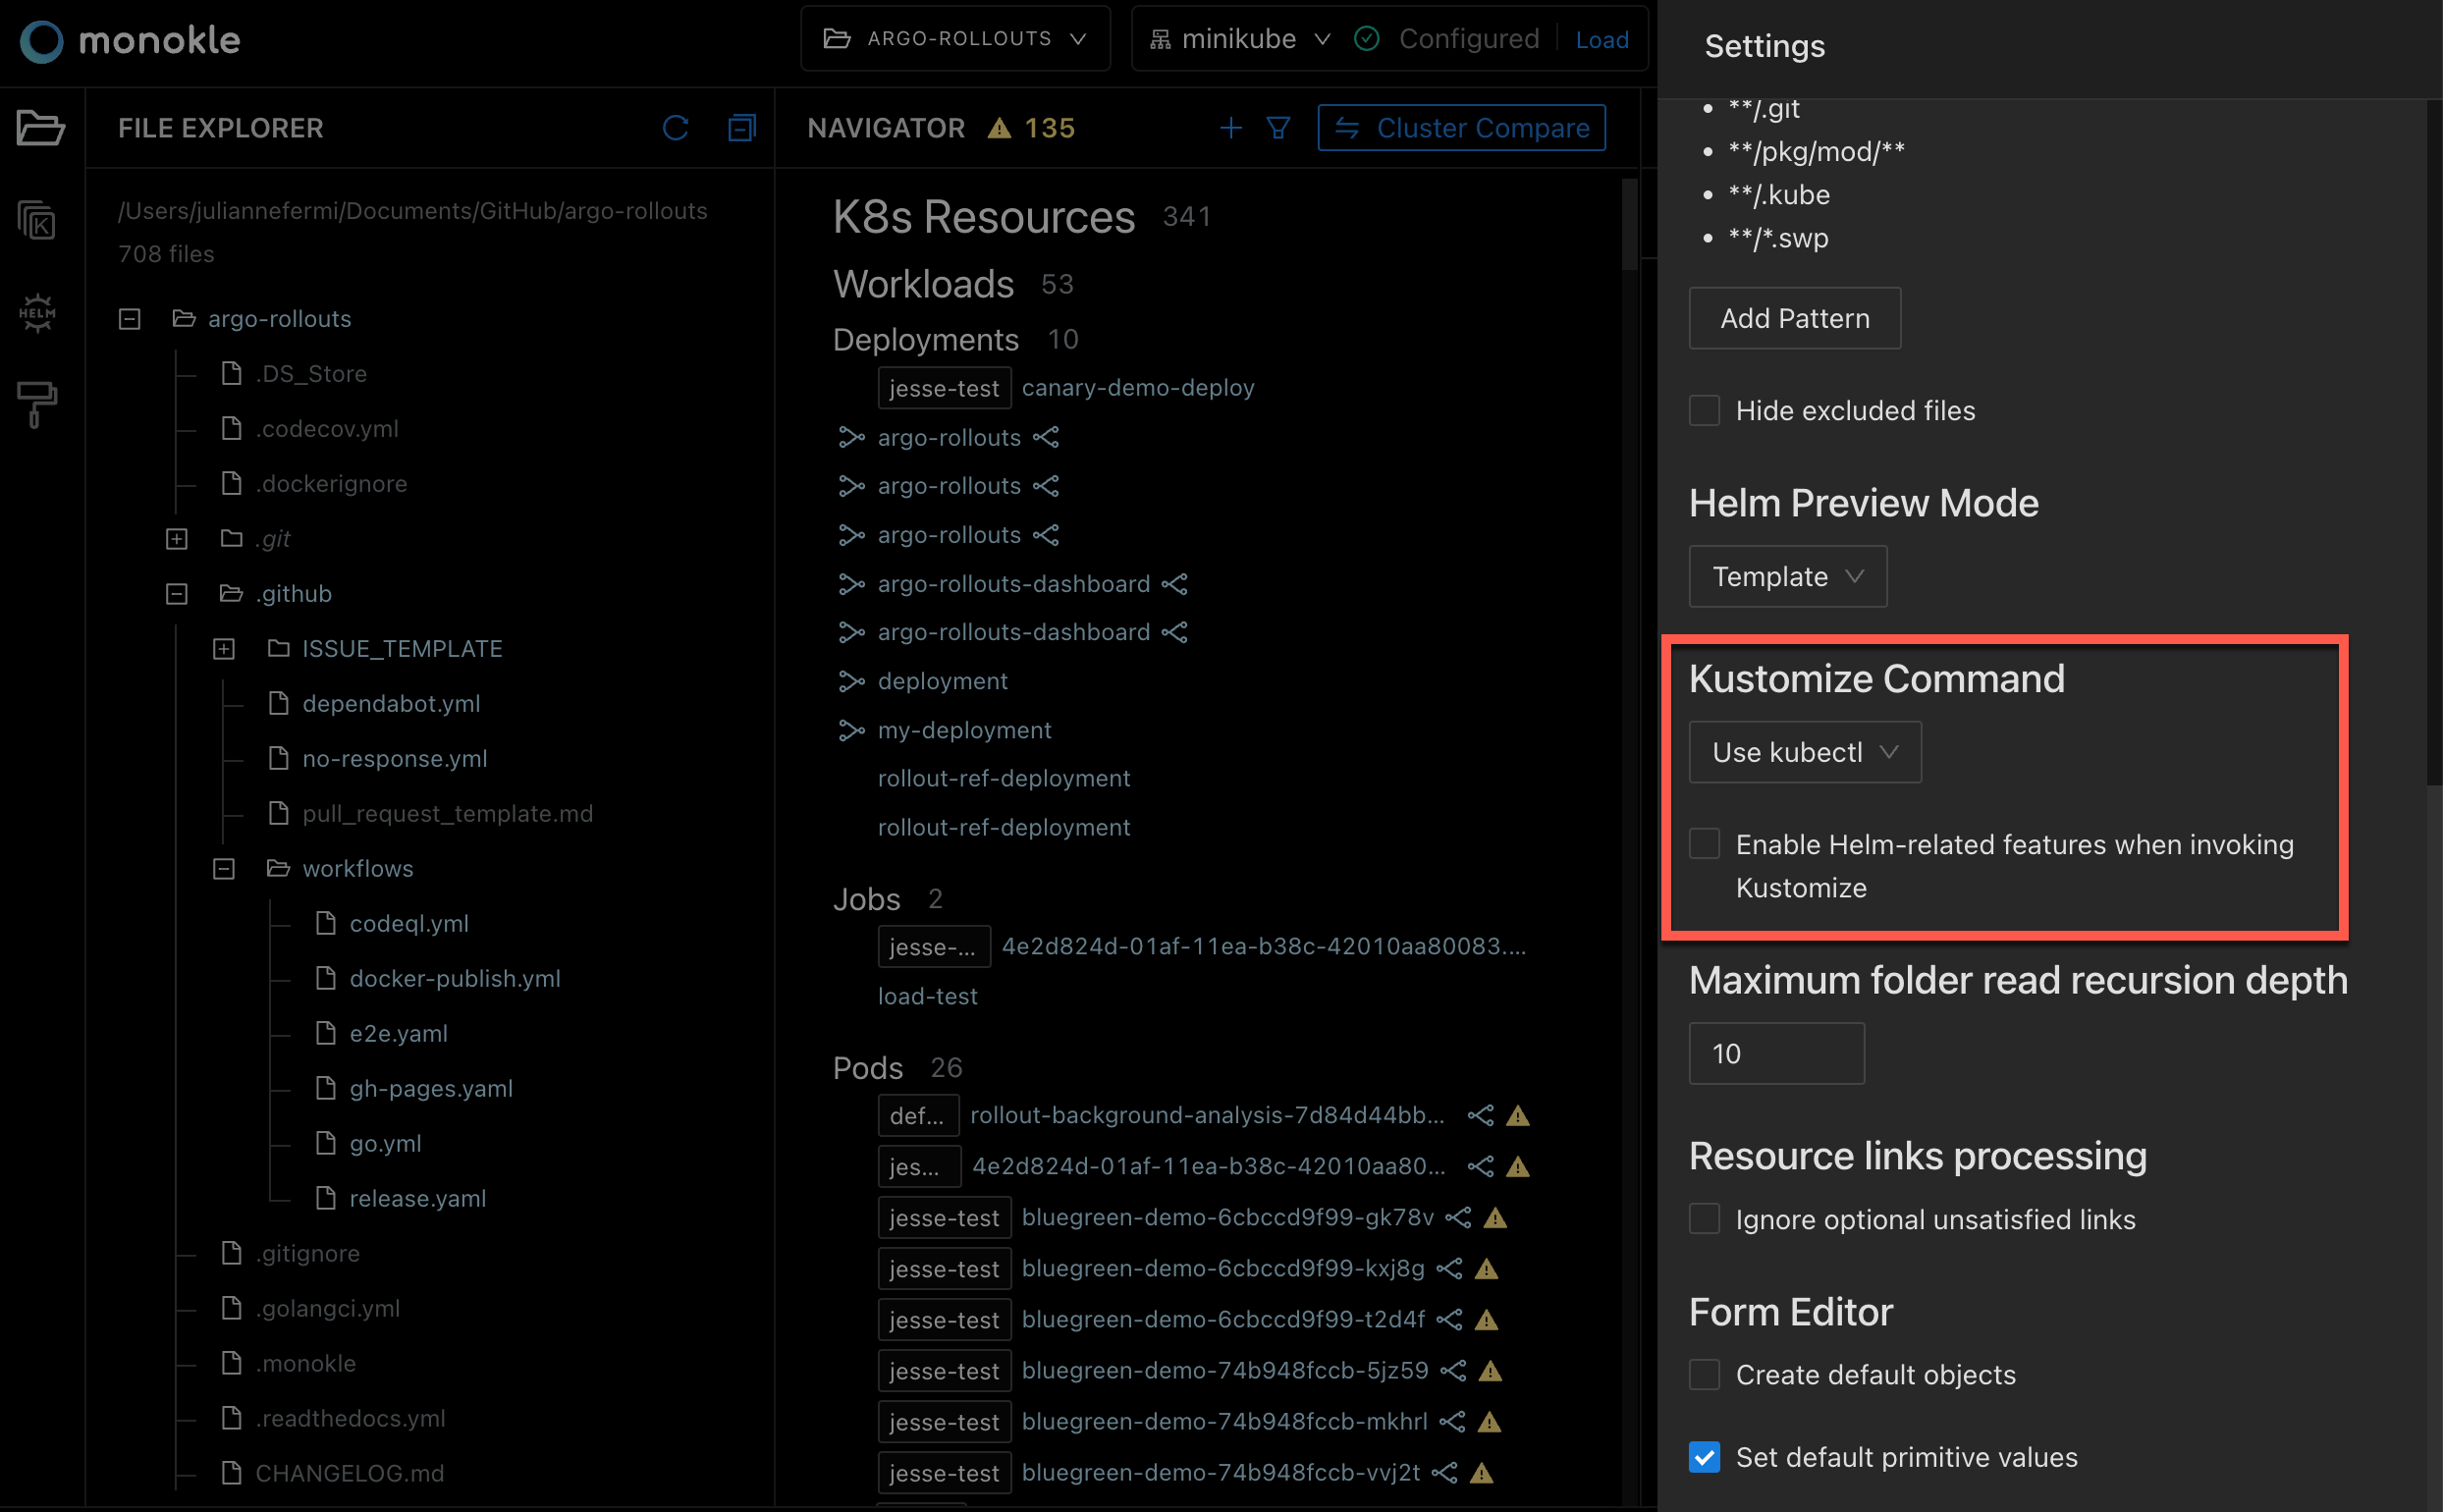 monokle
ARGO-ROLLOUTS
minikube
Configured
Load
FILE EXPLORER
/Users/juliannefermi/Documents/GitHub/argo-rollouts
708 files
argo-rollouts
.DS_Store
.codecov.yml
.dockerignore
.git
.github
ISSUE_TEMPLATE
dependabot.yml
no-response.yml
pull_request_template.md
workflows
codeql.yml
docker-publish.yml
e2e.yaml
gh-pages.yaml
go.yml
release.yaml
.gitignore
.golangci.yml
.monokle
.readthedocs.yml
CHANGELOG.md
K
HELM
NAVIGATOR 135
Cluster Compare
K8s Resources 341
Workloads 53
Deployments 10
jesse-test canary-demo-deploy
argo-rollouts
argo-rollouts
argo-rollouts
argo-rollouts-dashboard
argo-rollouts-dashboard
deployment
my-deployment
rollout-ref-deployment
rollout-ref-deployment
Jobs 2
jesse-... 4e2d824d-01af-11ea-b38c-42010aa80083....
load-test
Pods 26
def... rollout-background-analysis-7d84d44bb...
jes... 4e2d824d-01af-11ea-b38c-42010aa80...
jesse-test bluegreen-demo-6cbccd9f99-gk78v
jesse-test bluegreen-demo-6cbccd9f99-kxj8g
jesse-test bluegreen-demo-6cbccd9f99-t2d4f
jesse-test bluegreen-demo-74b948fccb-5jz59
jesse-test bluegreen-demo-74b948fccb-mkhrl
jesse-test bluegreen-demo-74b948fccb-vvj2t
Settings
**/.git
**/pkg/mod/**
**/.kube
**/*.swp
Add Pattern
Hide excluded files
Helm Preview Mode
Template
Kustomize Command
Use kubectl
Enable Helm-related features when invoking
Kustomize
Maximum folder read recursion depth
10
Resource links processing
Ignore optional unsatisfied links
Form Editor
Create default objects
Set default primitive values